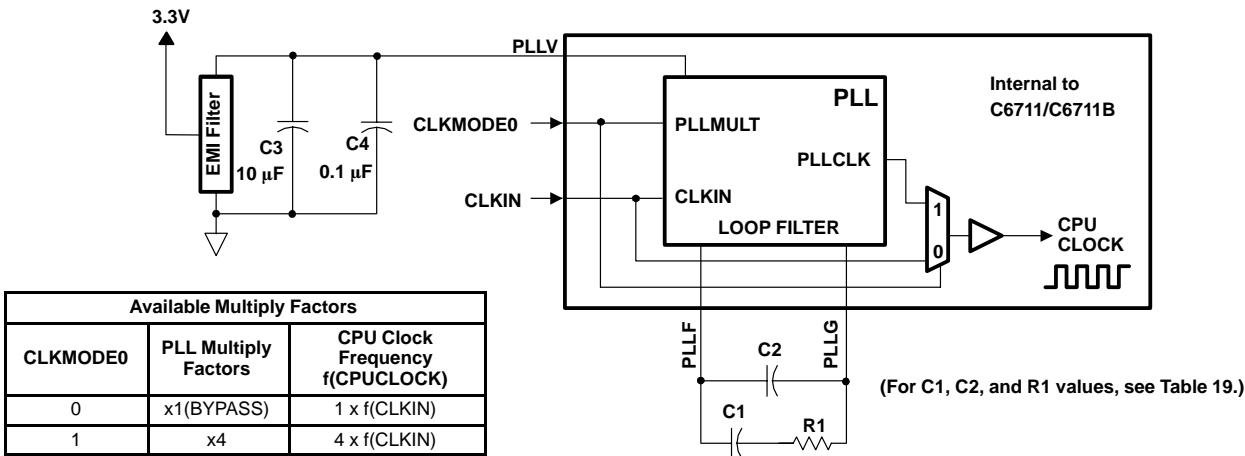 3.3V
PLLV
EMI Filter
C3
10 μF
C4
0.1 μF
CLKMODE0
CLKIN
PLL
PLLMULT
PLLCLK
CLKIN
LOOP FILTER
Internal to
C6711/C6711B
1
0
CPU
CLOCK
PLLF
PLLG
C2
C1
R1
(For C1, C2, and R1 values, see Table 19.)
Available Multiply Factors
CLKMODE0
PLL Multiply
Factors
CPU Clock
Frequency
f(CPUCLOCK)
0
x1(BYPASS)
1 x f(CLKIN)
1
x4
4 x f(CLKIN)